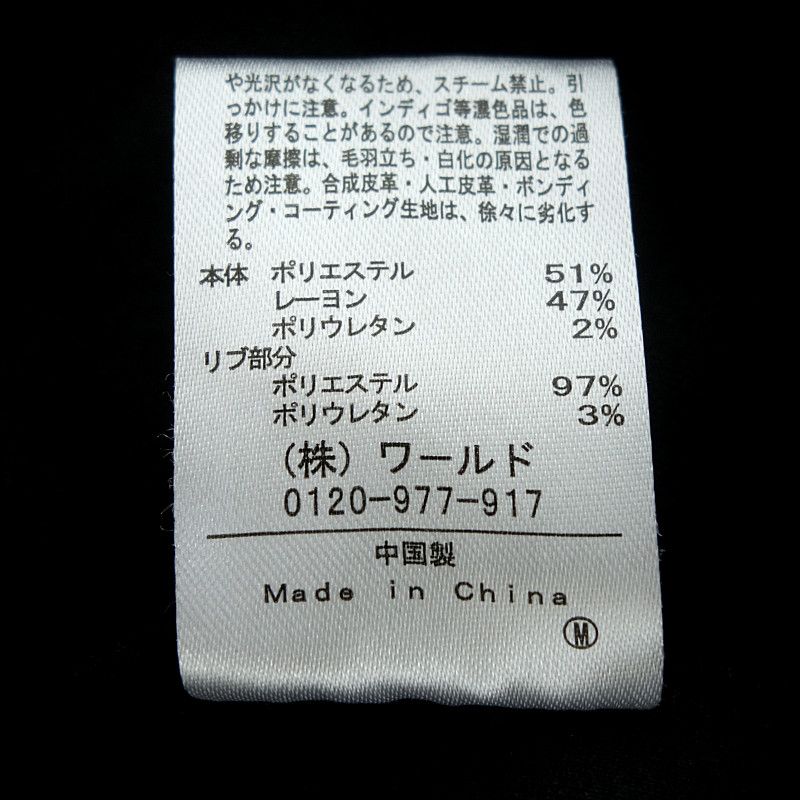 や光沢がなくなるため、スチーム禁止。引
っかけに注意。インディゴ等濃色品は、色
移りすることがあるので注意。湿潤での過
剰な摩擦は、毛羽立ち・白化の原因となる
ため注意。合成皮革・人工皮革・ボンディ
ング・コーティング生地は、徐々に劣化す
る。
本体 ポリエステル 51%
レーヨン 47%
ポリウレタン 2%
リブ部分
ポリエステル 97%
ポリウレタン 3%
(株) ワールド
0120-977-917
中国製
Made in China
Ⓜ